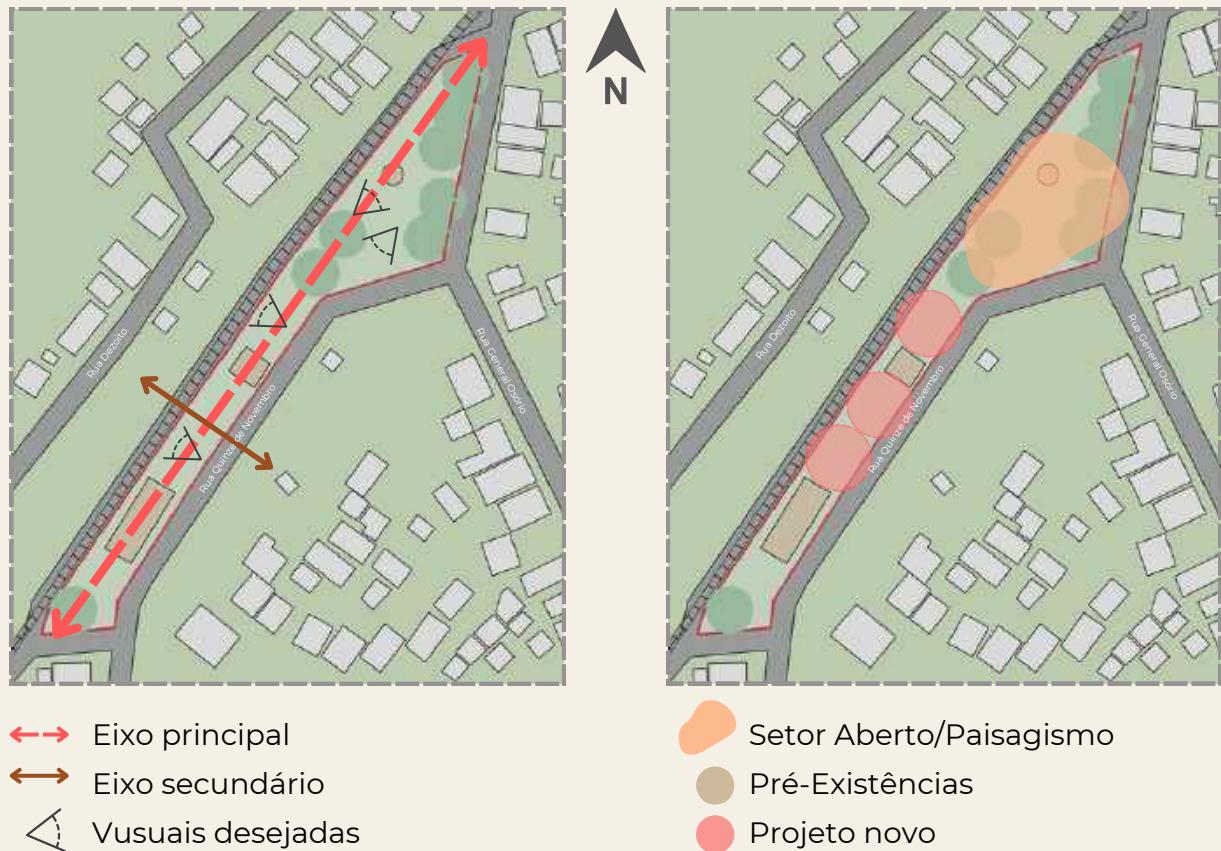 N
Rua Dezoito
Rua Quinze de Novembro
Rua General Osório
Rua Dezoito
Rua Quinze de Novembro
Rua General Osório
Eixo principal
Eixo secundário
Vusuais desejadas
Setor Aberto/Paisagismo
Pré-Existências
Projeto novo